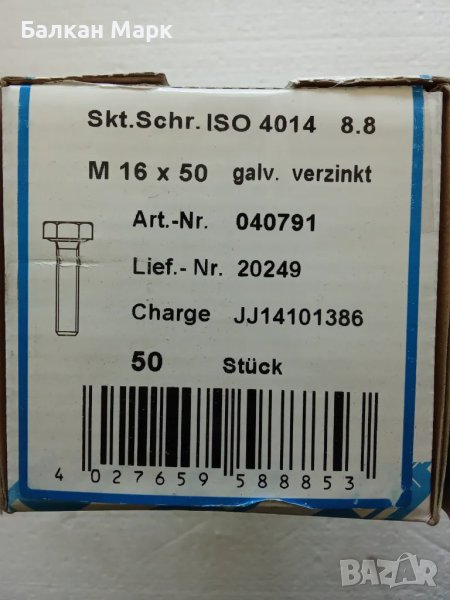 Балкан Марк
Skt.Schr. ISO 4014 8.8
M 16 x 50 galv. verzinkt
Art.-Nr. 040791
Lief.- Nr. 20249
Charge JJ14101386
50 Stück
4 027659 588853
BAZAR